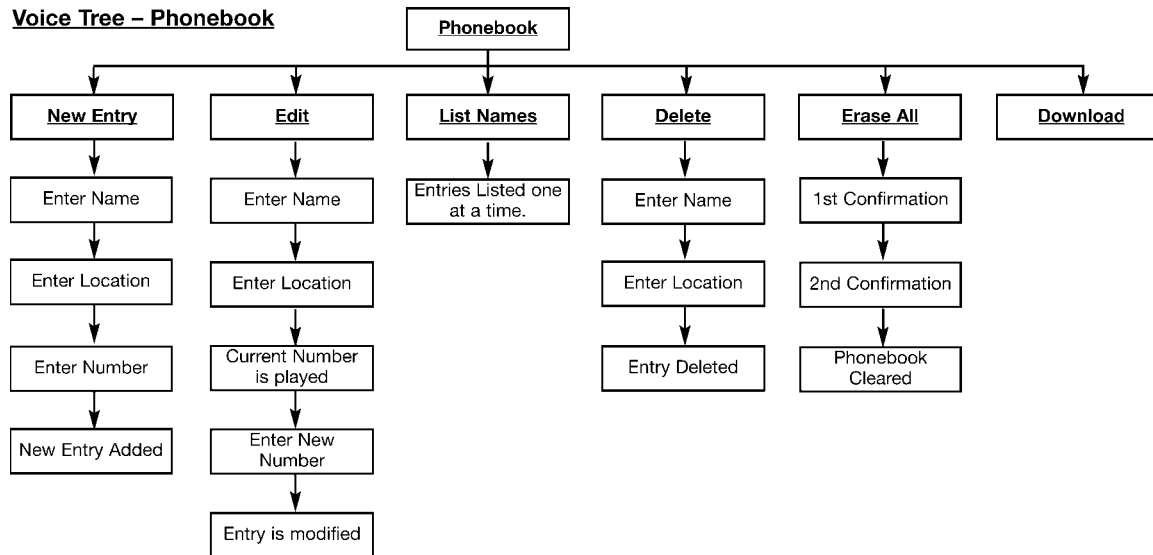 Voice Tree – Phonebook
Phonebook
New Entry
Edit
List Names
Delete
Erase All
Download
Enter Name
Enter Location
Enter Number
New Entry Added
Enter Name
Enter Location
Current Number
is played
Enter New
Number
Entry is modified
Entries Listed one
at a time.
Enter Name
Enter Location
Entry Deleted
1st Confirmation
2nd Confirmation
Phonebook
Cleared